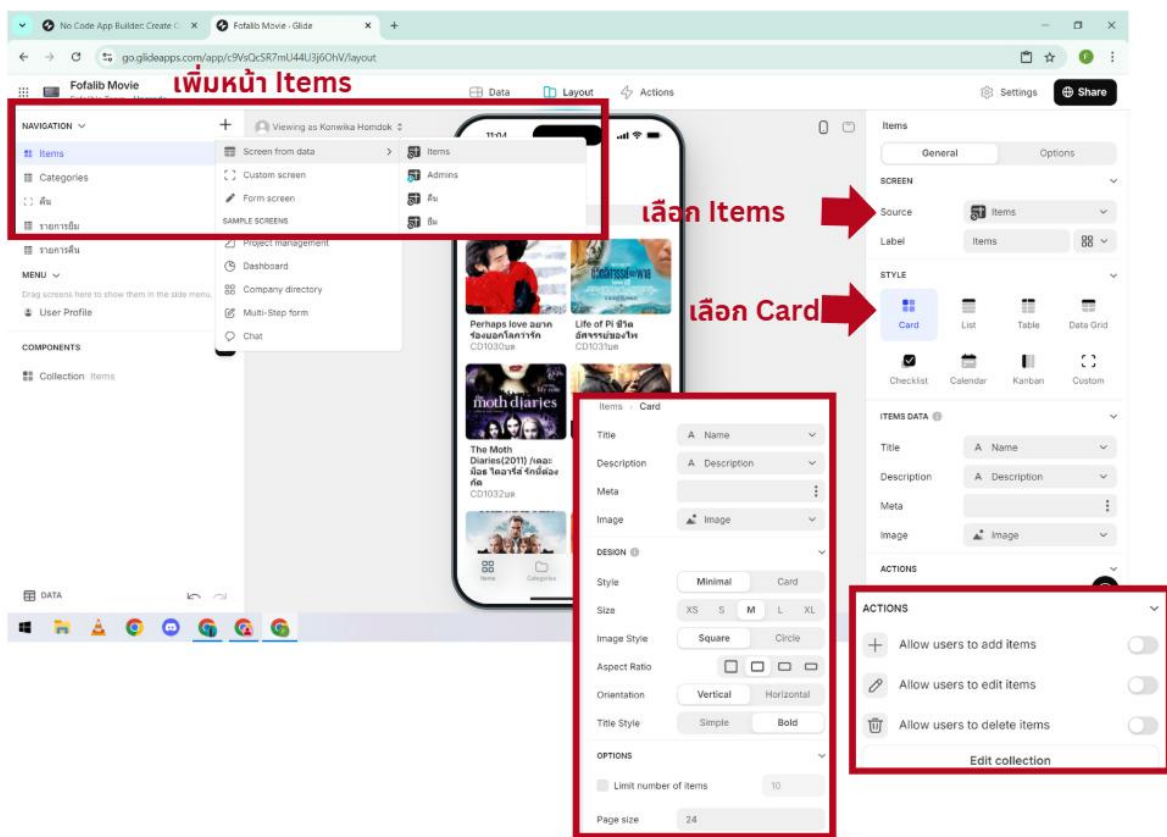 No Code App Builder: Create C
Fofalib Movie - Glide
go.glideapps.com/app/c9VsQcSR7mU44U3j6OhV/layout
Fofalib Movie
เพิ่มหน้า Items
Data
Layout
Actions
Settings
Share
NAVIGATION
Viewing as Konwika Homdok
Items
Categories
คืน
รายการยืม
รายการคืน
MENU
Drag screens here to show them in the side menu.
User Profile
COMPONENTS
Collection Items
DATA
Screen from data
Custom screen
Form screen
SAMPLE SCREENS
Project management
Dashboard
Company directory
Multi-Step form
Chat
Items
Admins
คืน
ยืม
11:04
Perhaps love อยาก
ร้องบอกโลกว่ารัก
CD1030นด
Life of Pi ชีวิต
อัศจรรย์ของไพ
CD1031นด
the
moth diaries
The Moth
Diaries(2011) /เดอะ
ม็อธ ไดอารี่ส์ รักนี้ต้อง
กัด
CD1032นด
Items
Categories
เลือก Items
เลือก Card
Items
General
Options
SCREEN
Source
Items
Label
Items
STYLE
Card
List
Table
Data Grid
Checklist
Calendar
Kanban
Custom
ITEMS DATA
Title
Name
Description
Description
Meta
Image
Image
ACTIONS
Items
Card
Title
Name
Description
Description
Meta
Image
Image
DESIGN
Style
Minimal
Card
Size
XS
S
M
L
XL
Image Style
Square
Circle
Aspect Ratio
Orientation
Vertical
Horizontal
Title Style
Simple
Bold
OPTIONS
Limit number of items
10
Page size
24
ACTIONS
Allow users to add items
Allow users to edit items
Allow users to delete items
Edit collection